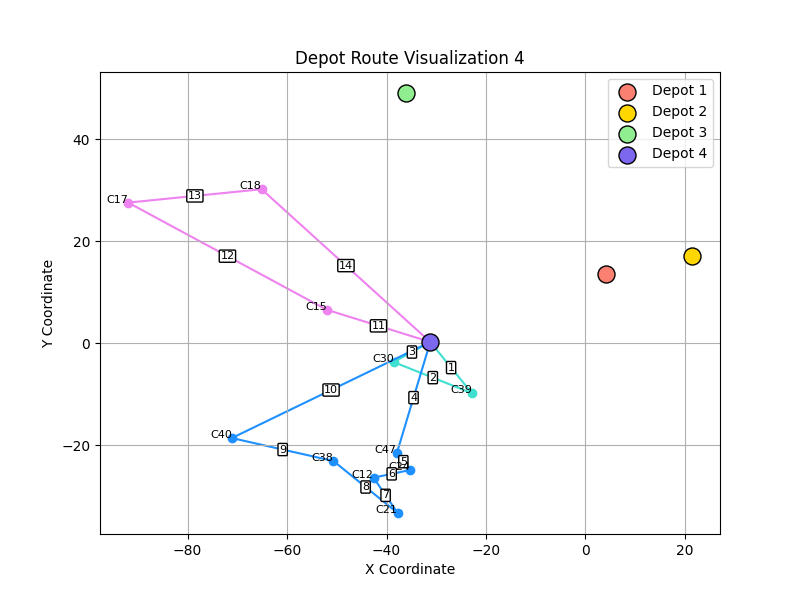 Depot Route Visualization 4
Depot 1
Depot 2
Depot 3
Depot 4
Y Coordinate
40
20
0
−20
C17
13
C18
12
14
C15
11
C30
3
1
2
C39
10
4
C40
9
C38
C47
5
6
C12
8
7
C21
−80
−60
−40
−20
0
20
X Coordinate